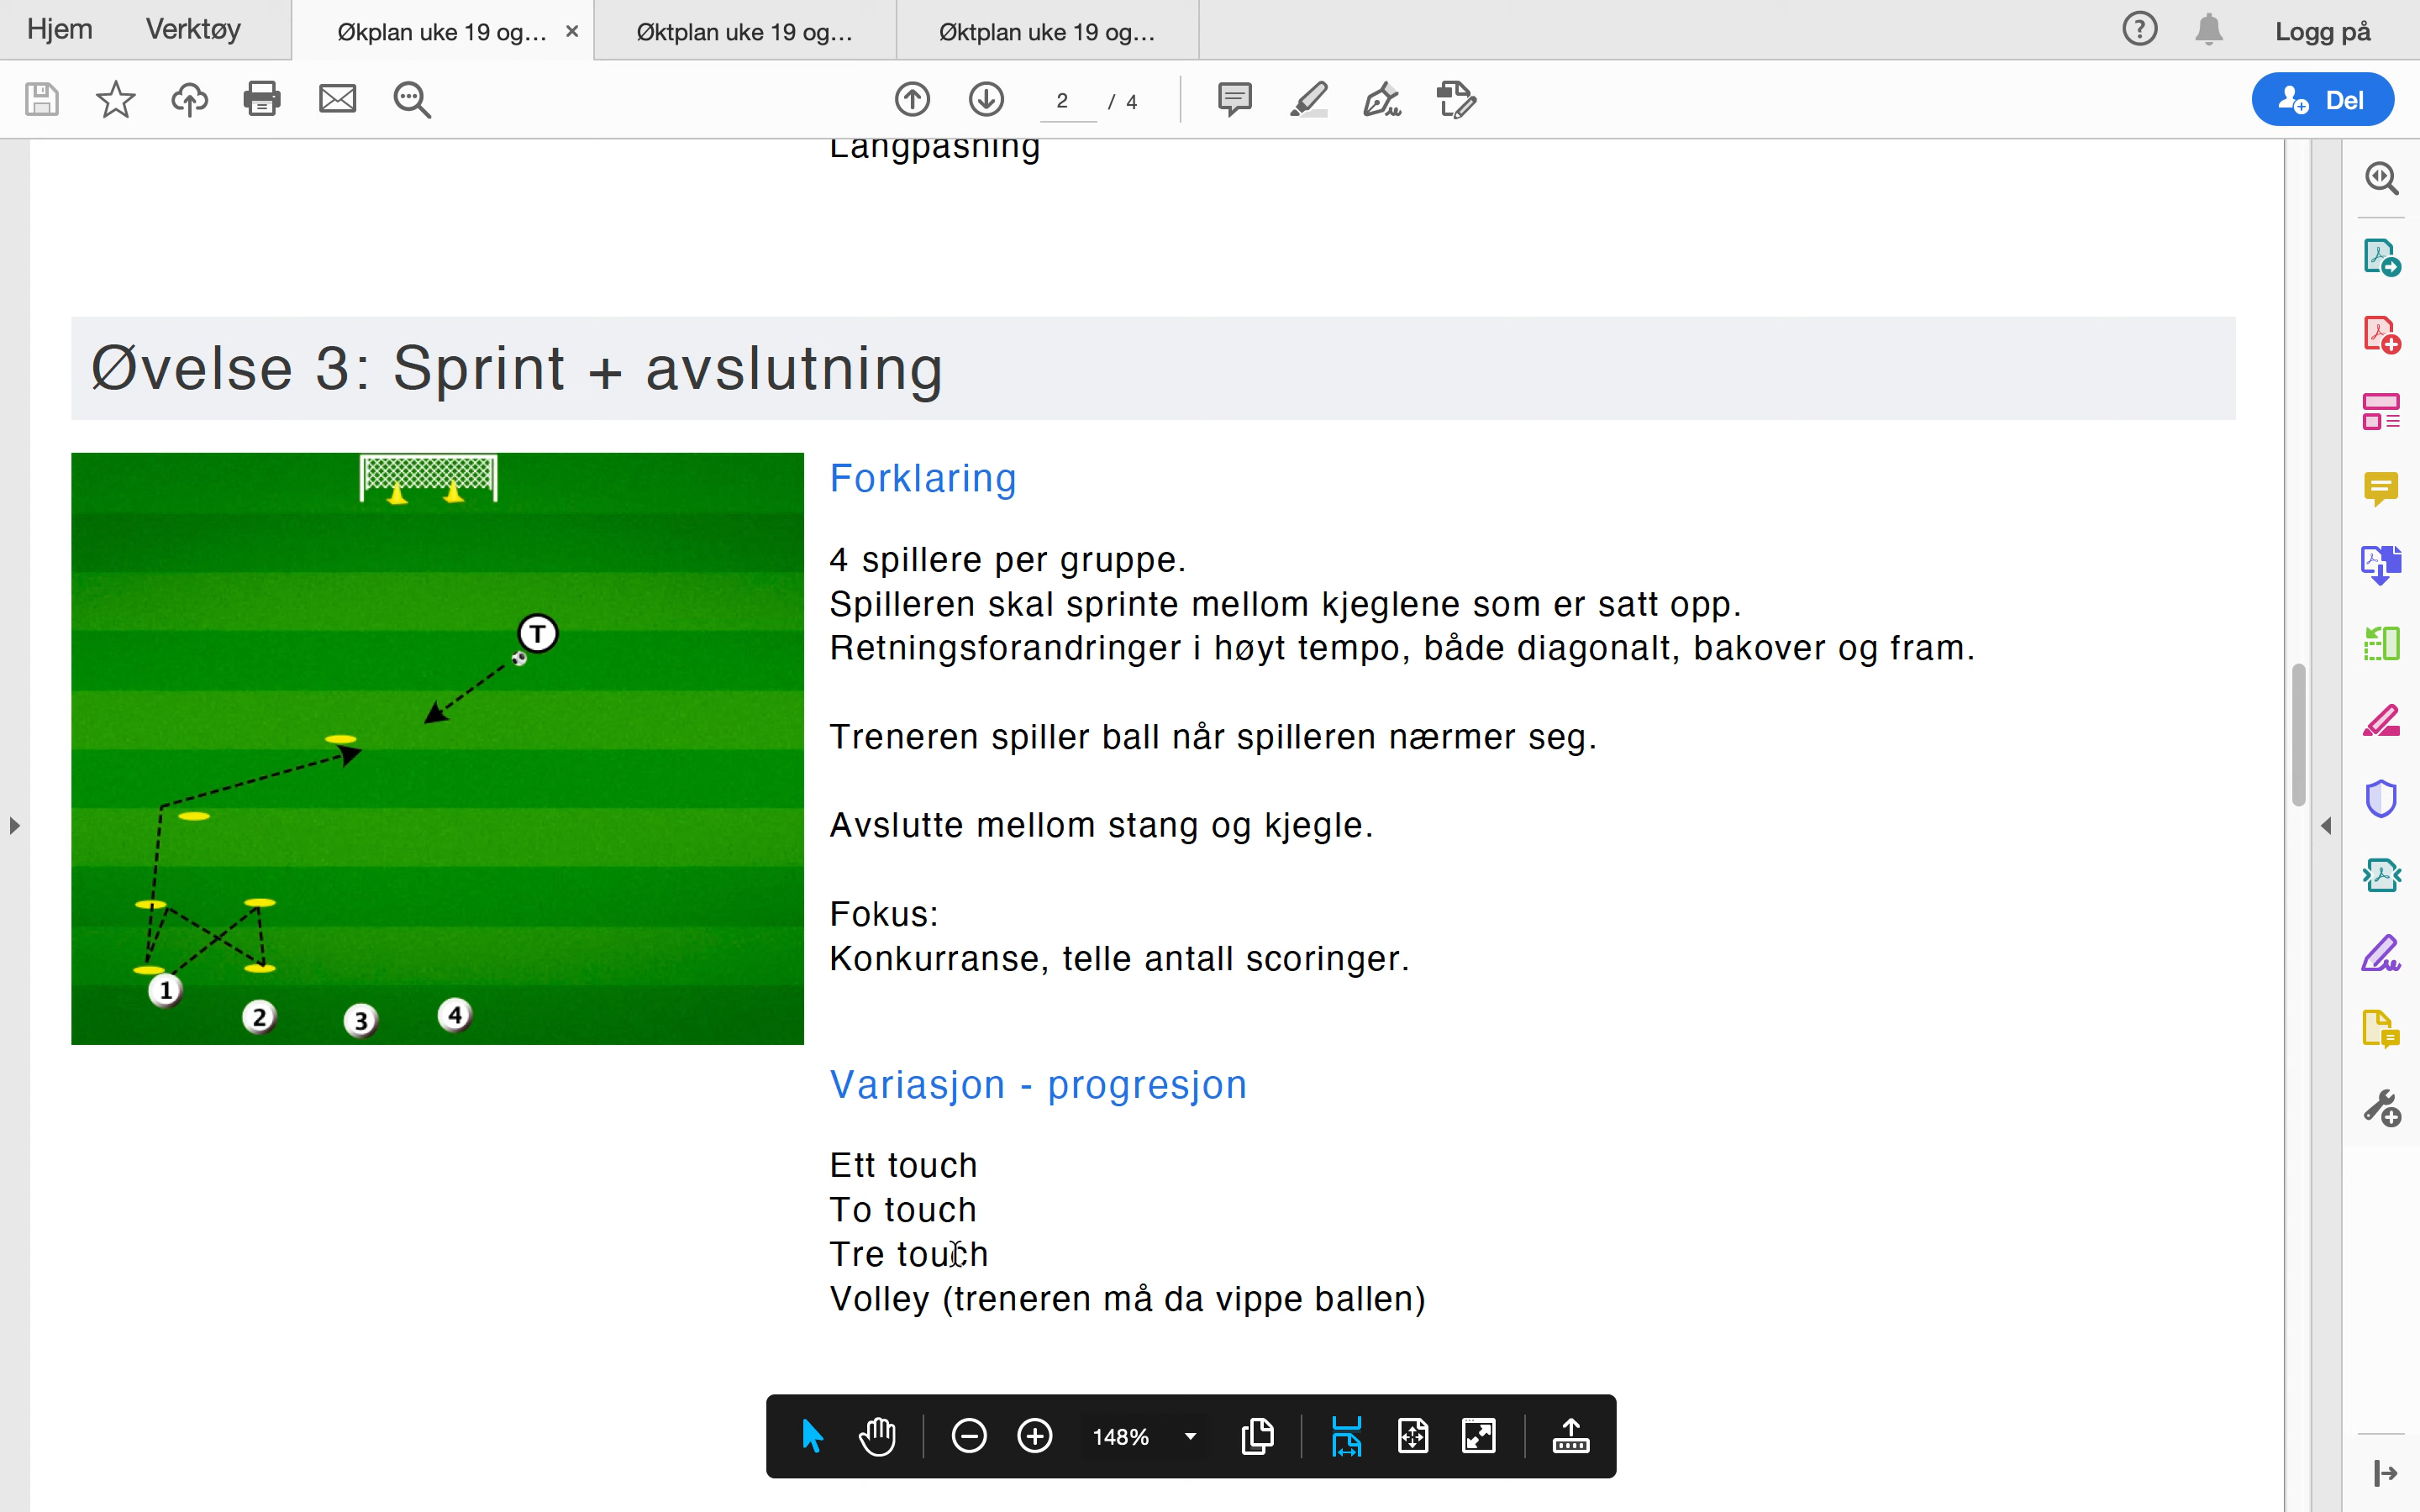 Hjem
Verktøy
Økplan uke 19 og...
Øktplan uke 19 og...
Øktplan uke 19 og...
Logg på
2 / 4
Del
Langpasning
Øvelse 3: Sprint + avslutning
Forklaring
4 spillere per gruppe.
Spilleren skal sprinte mellom kjeglene som er satt opp.
Retningsforandringer i høyt tempo, både diagonalt, bakover og fram.
Treneren spiller ball når spilleren nærmer seg.
Avslutte mellom stang og kjegle.
Fokus:
Konkurranse, telle antall scoringer.
T
1
2
3
4
Variasjon - progresjon
Ett touch
To touch
Tre touch
Volley (treneren må da vippe ballen)
148%